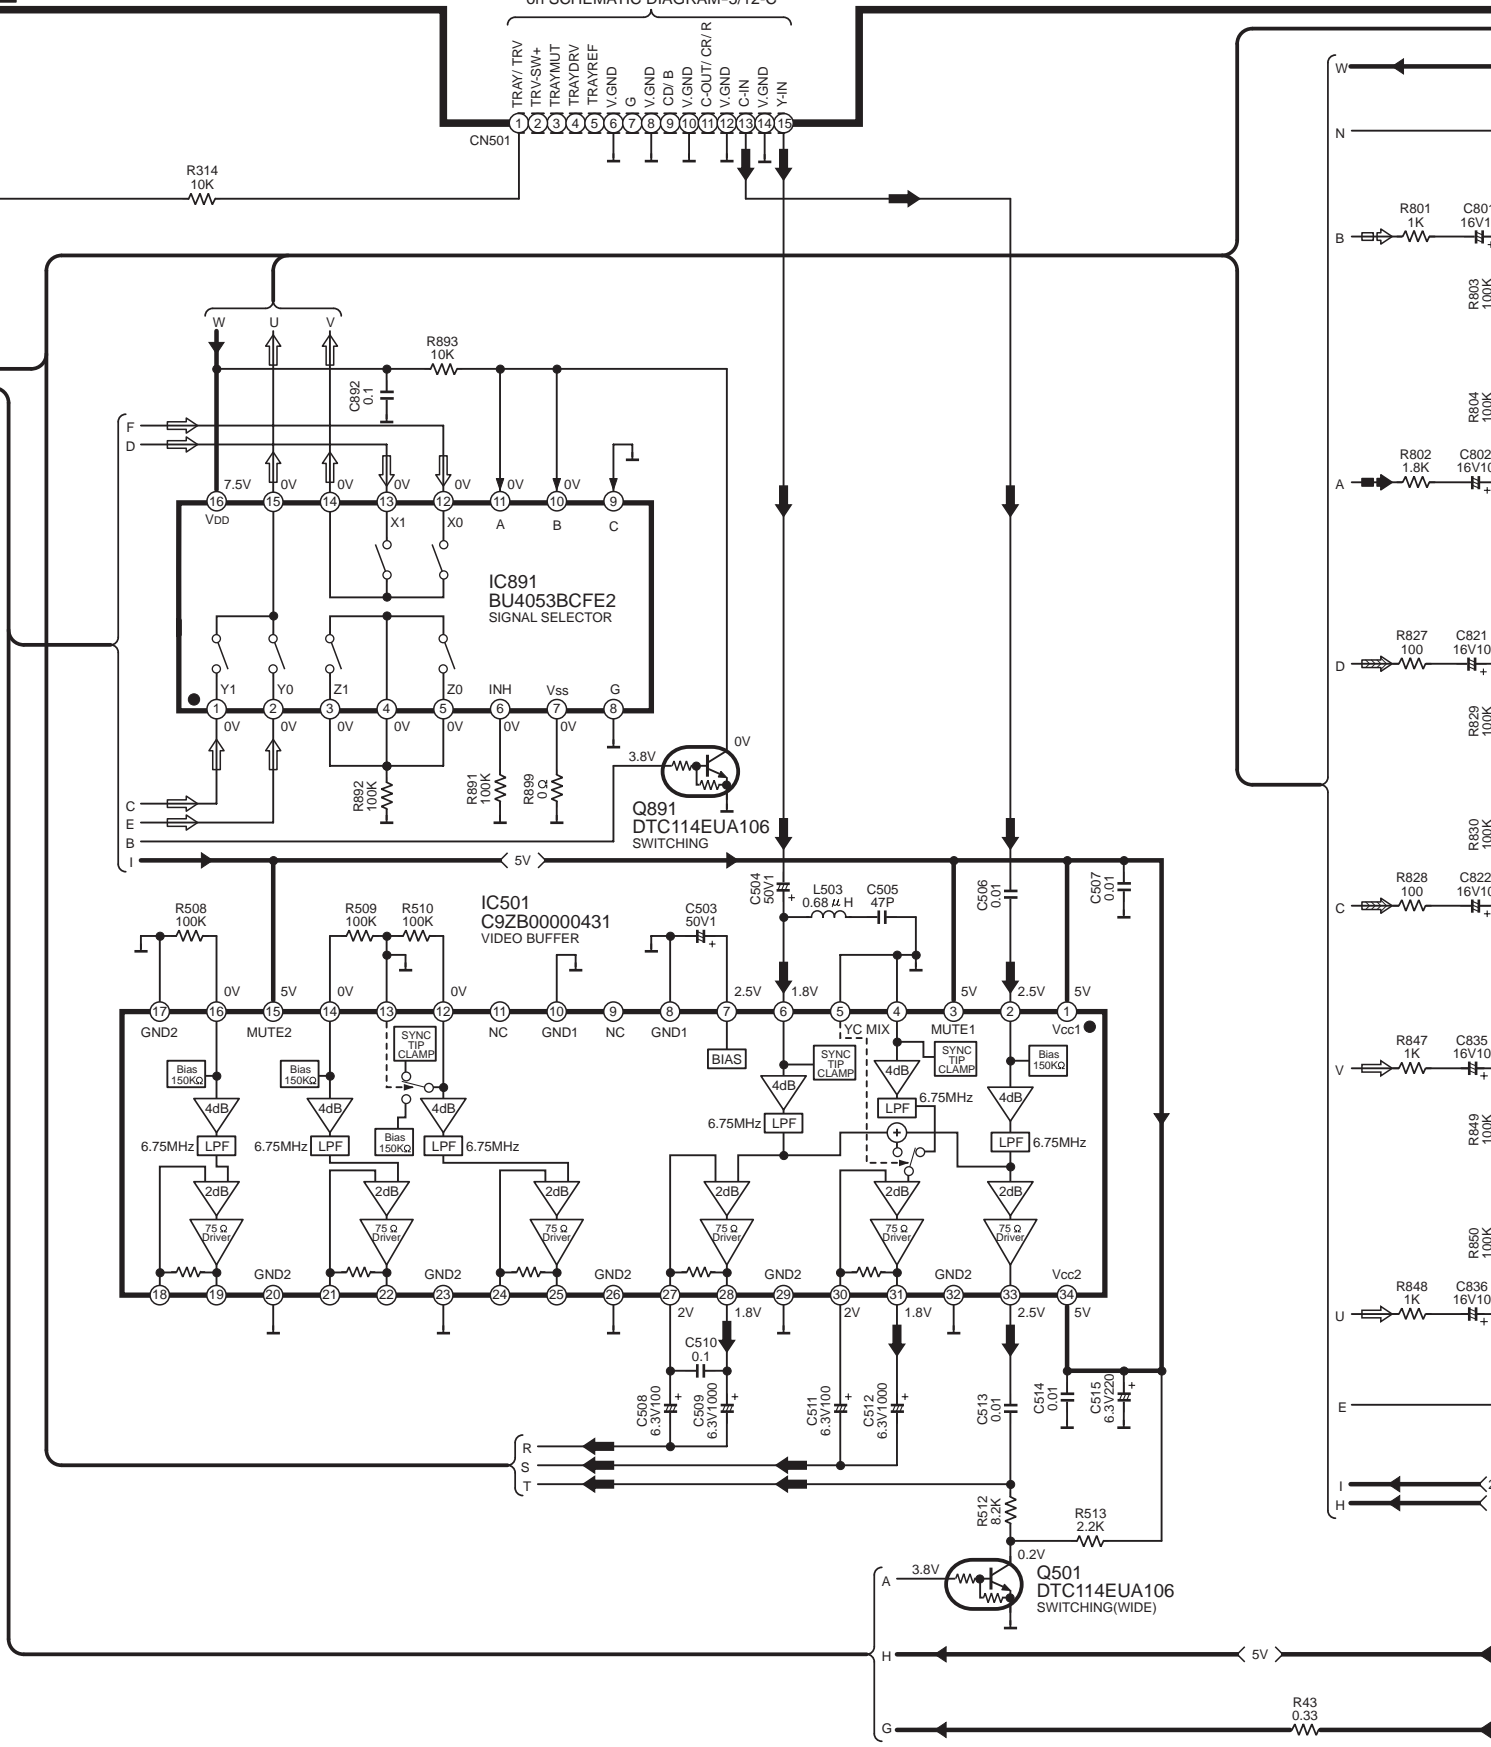 TRAY/ TRV
TRV-SW+
TRAYMUT
TRAYDRV
TRAYREF
V.GND
G
V.GND
CD/ B
V.GND
C-OUT/ CR/ R
V.GND
C-IN
V.GND
Y-IN
1 2 3 4 5 6 7 8 9 10 11 12 13 14 15
CN501
R314
10K
W
N
R801
1K
B
R803
100K
R804
100K
R802
1.8K
C802
A
R827
100
C821
D
R829
100K
R830
100K
R828
100
C822
C
R847
1K
C835
V
R849
100K
R850
100K
R848
1K
C836
U
E
I
H
W U V
R893
10K
C892
0.1
F
D
7.5V 0V 0V 0V 0V 0V 0V
16 15 14 13 12 11 10 9
VDD X1 X0 A B C
IC891
BU4053BCFE2
SIGNAL SELECTOR
Y1 Y0 Z1 Z0 INH Vss G
1 2 3 4 5 6 7 8
0V 0V 0V 0V 0V 0V 0V
R892
100K
R891
100K
R899
0 Ω
3.8V
0V
Q891
DTC114EUA106
SWITCHING
C
E
B
I
5V
R508
100K
R509
100K
R510
100K
IC501
C9ZB00000431
VIDEO BUFFER
C503
50V1
+
C504
50V1
+
L503
0.68 μ H
C505
47P
C506
0.01
C507
0.01
0V 5V 0V 0V 2.5V 1.8V 5V 2.5V 5V
17 16 15 14 13 12 11 10 9 8 7 6 5 4 3 2 1
GND2 MUTE2 NC GND1 NC GND1 YC MIX MUTE1 Vcc1
SYNC
TIP
CLAMP
BIAS
SYNC
TIP
CLAMP
SYNC
TIP
CLAMP
Bias
150KΩ
Bias
150KΩ
Bias
150KΩ
Bias
150KΩ
4dB 4dB 4dB 4dB 4dB 4dB
6.75MHz LPF
6.75MHz LPF
LPF 6.75MHz
6.75MHz LPF
LPF 6.75MHz
LPF 6.75MHz
+
2dB 2dB 2dB 2dB 2dB 2dB
75 Ω
Driver
75 Ω
Driver
75 Ω
Driver
75 Ω
Driver
75 Ω
Driver
75 Ω
Driver
GND2 GND2 GND2 GND2 GND2 Vcc2
18 19 20 21 22 23 24 25 26 27 28 29 30 31 32 33 34
2V 1.8V 2V 1.8V 2.5V 5V
C510
0.1
C508
6.3V100
+
C509
6.3V1000
+
C511
6.3V100
+
C512
6.3V1000
+
C513
0.01
C514
0.01
C515
6.3V220
+
R
S
T
R512
8.2K
R513
2.2K
0.2V
A
3.8V
Q501
DTC114EUA106
SWITCHING(WIDE)
H
5V
G
R43
0.33